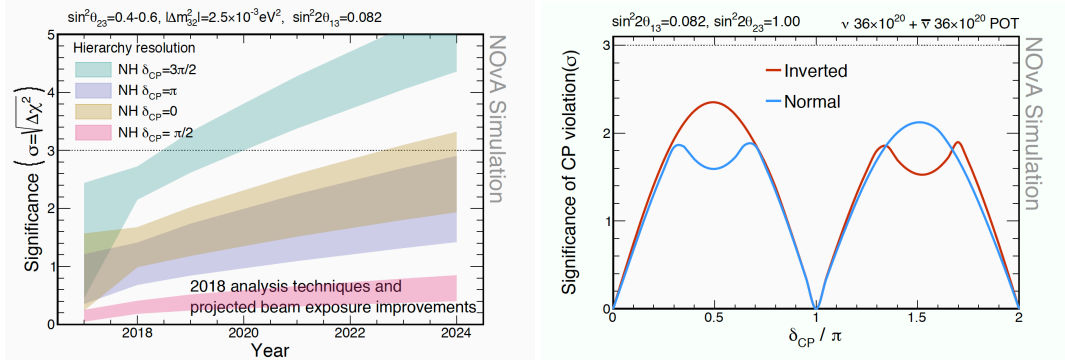 sin²θ₂₃=0.4-0.6, |Δm²₃₂|=2.5×10⁻³eV², sin²2θ₁₃=0.082
5
4
3
2
1
0
Significance (σ=√Δχ²)
Hierarchy resolution
NH δCP=3π/2
NH δCP=π
NH δCP=0
NH δCP= π/2
2018 analysis techniques and
projected beam exposure improvements
2018
2020
2022
2024
Year
NOvA Simulation
sin²2θ₁₃=0.082, sin²2θ₂₃=1.00
ν 36×10²⁰ + ν̅ 36×10²⁰ POT
3
2
1
0
Significance of CP violation(σ)
Inverted
Normal
0
0.5
1
1.5
2
δCP / π
NOvA Simulation